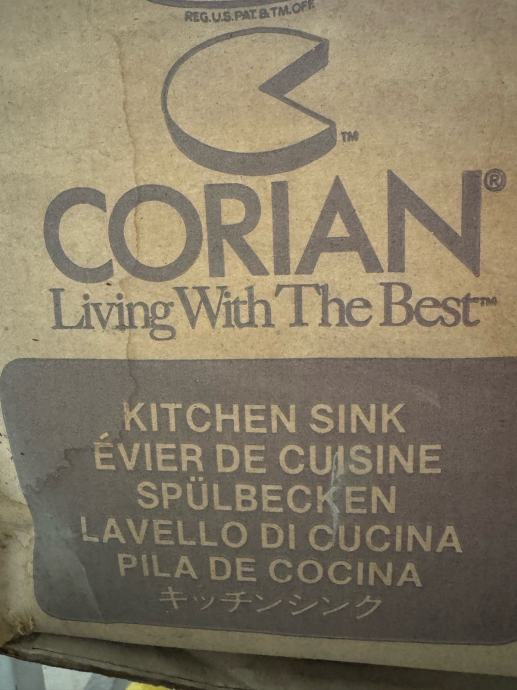 REG. U.S. PAT. & TM. OFF.
TM
CORIAN®
Living With The Best™
KITCHEN SINK
ÉVIER DE CUISINE
SPÜLBECKEN
LAVELLO DI CUCINA
PILA DE COCINA
キッチンシンク